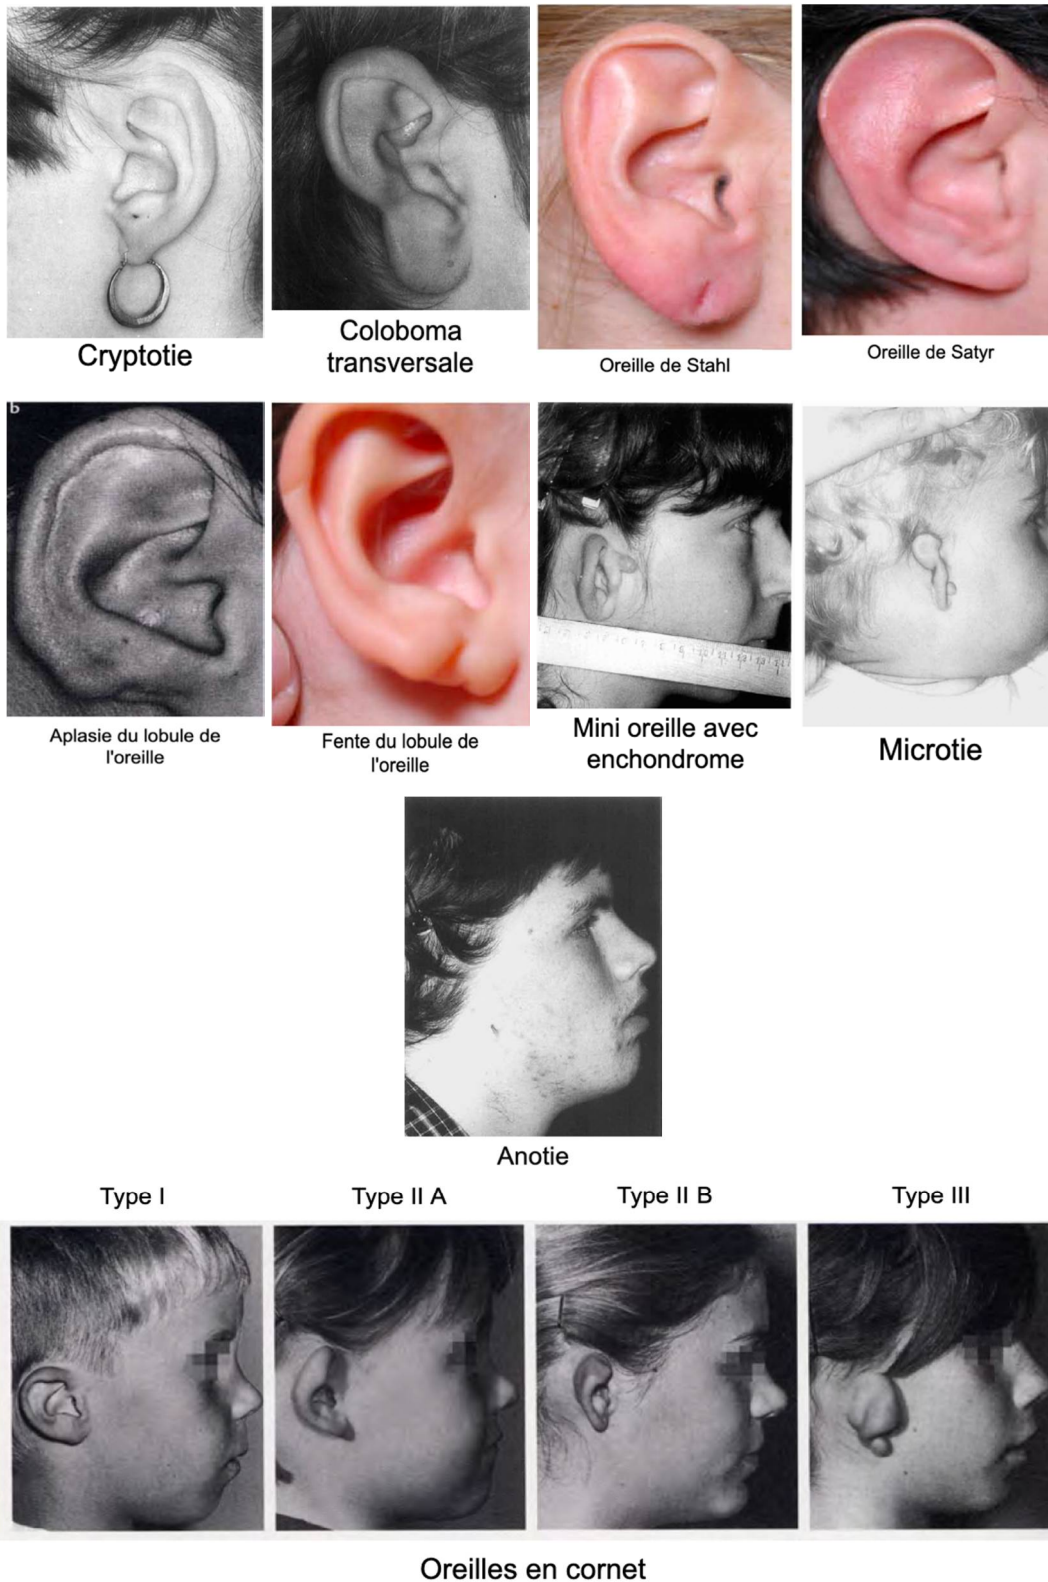 Cryptotie
Coloboma
transversale
Oreille de Stahl
Oreille de Satyr
b
Aplasie du lobule de
l'oreille
Fente du lobule de
l'oreille
Mini oreille avec
enchondrome
Microtie
Anotie
Type I
Type II A
Type II B
Type III
Oreilles en cornet